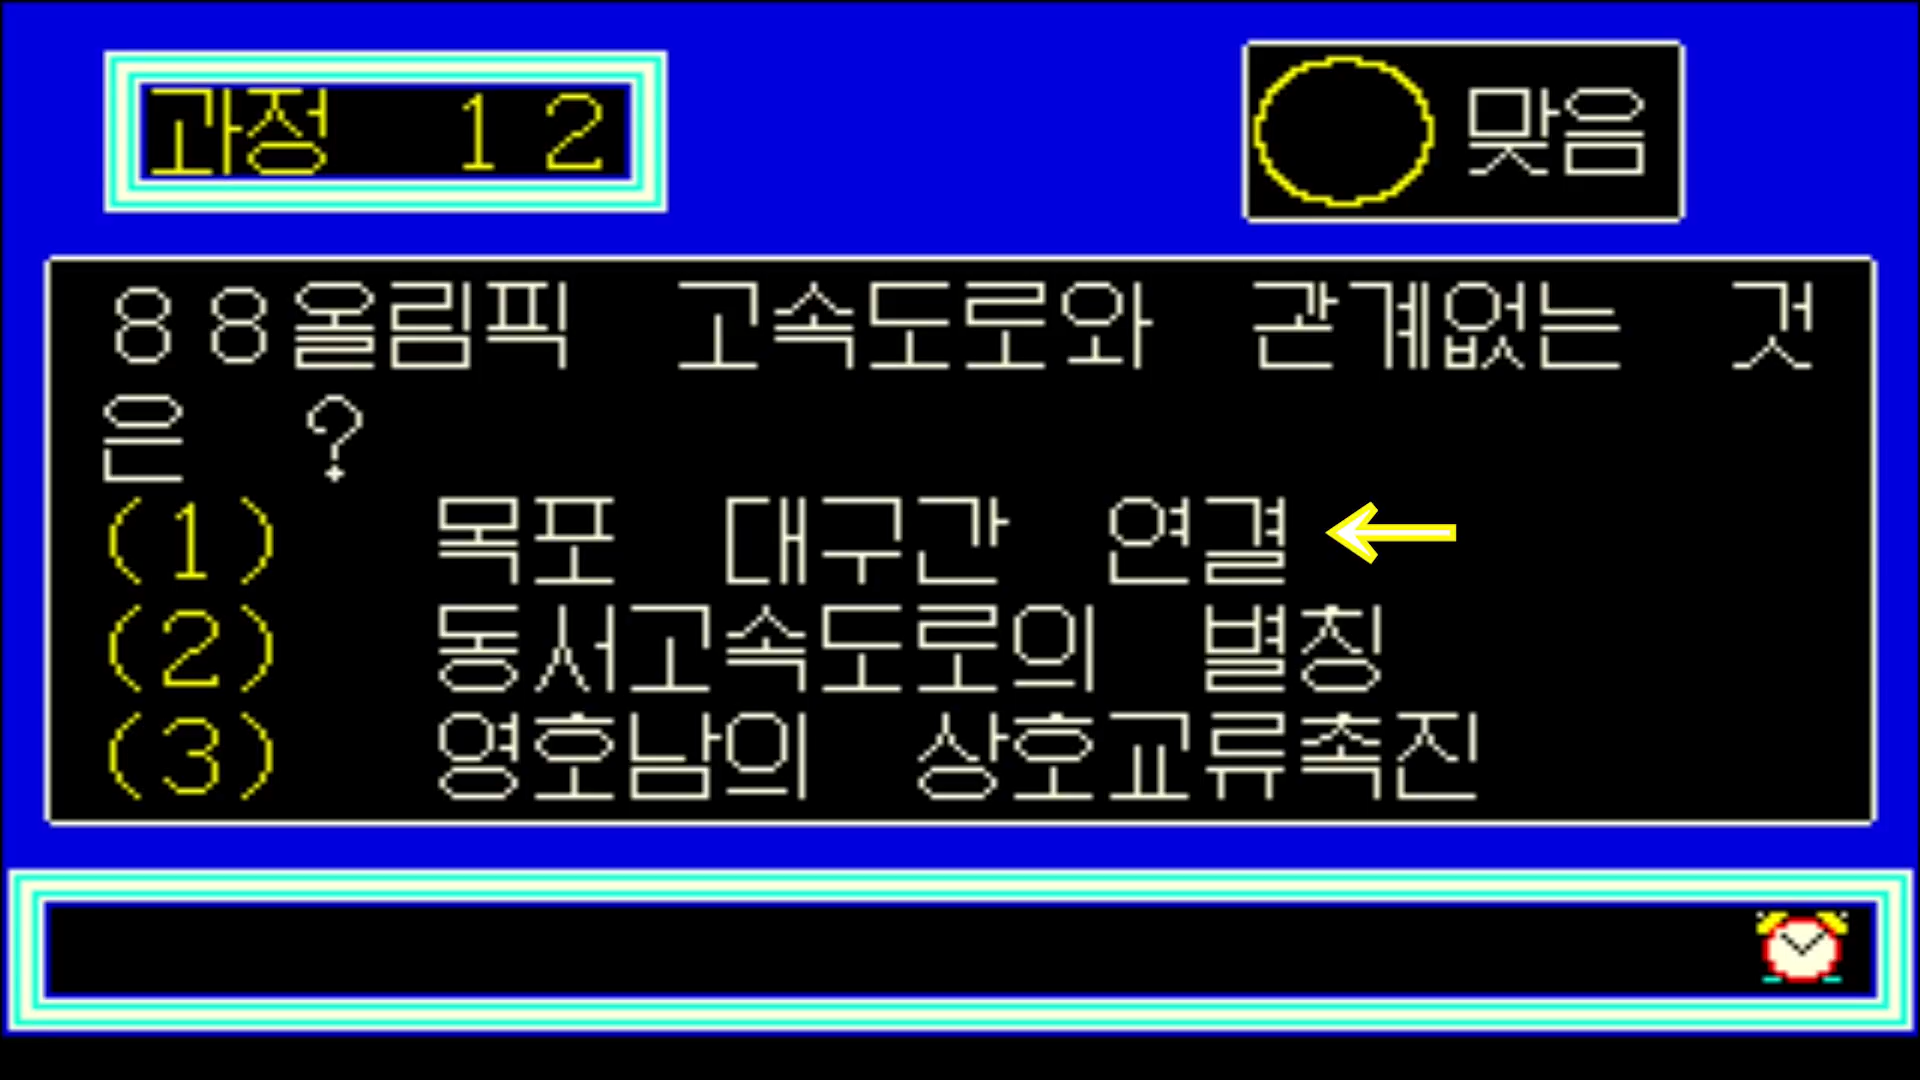 과정 12
맞음
88올림픽 고속도로와 관계없는 것
은 ?
(1) 목포 대구간 연결
(2) 동서고속도로의 별칭
(3) 영호남의 상호교류촉진